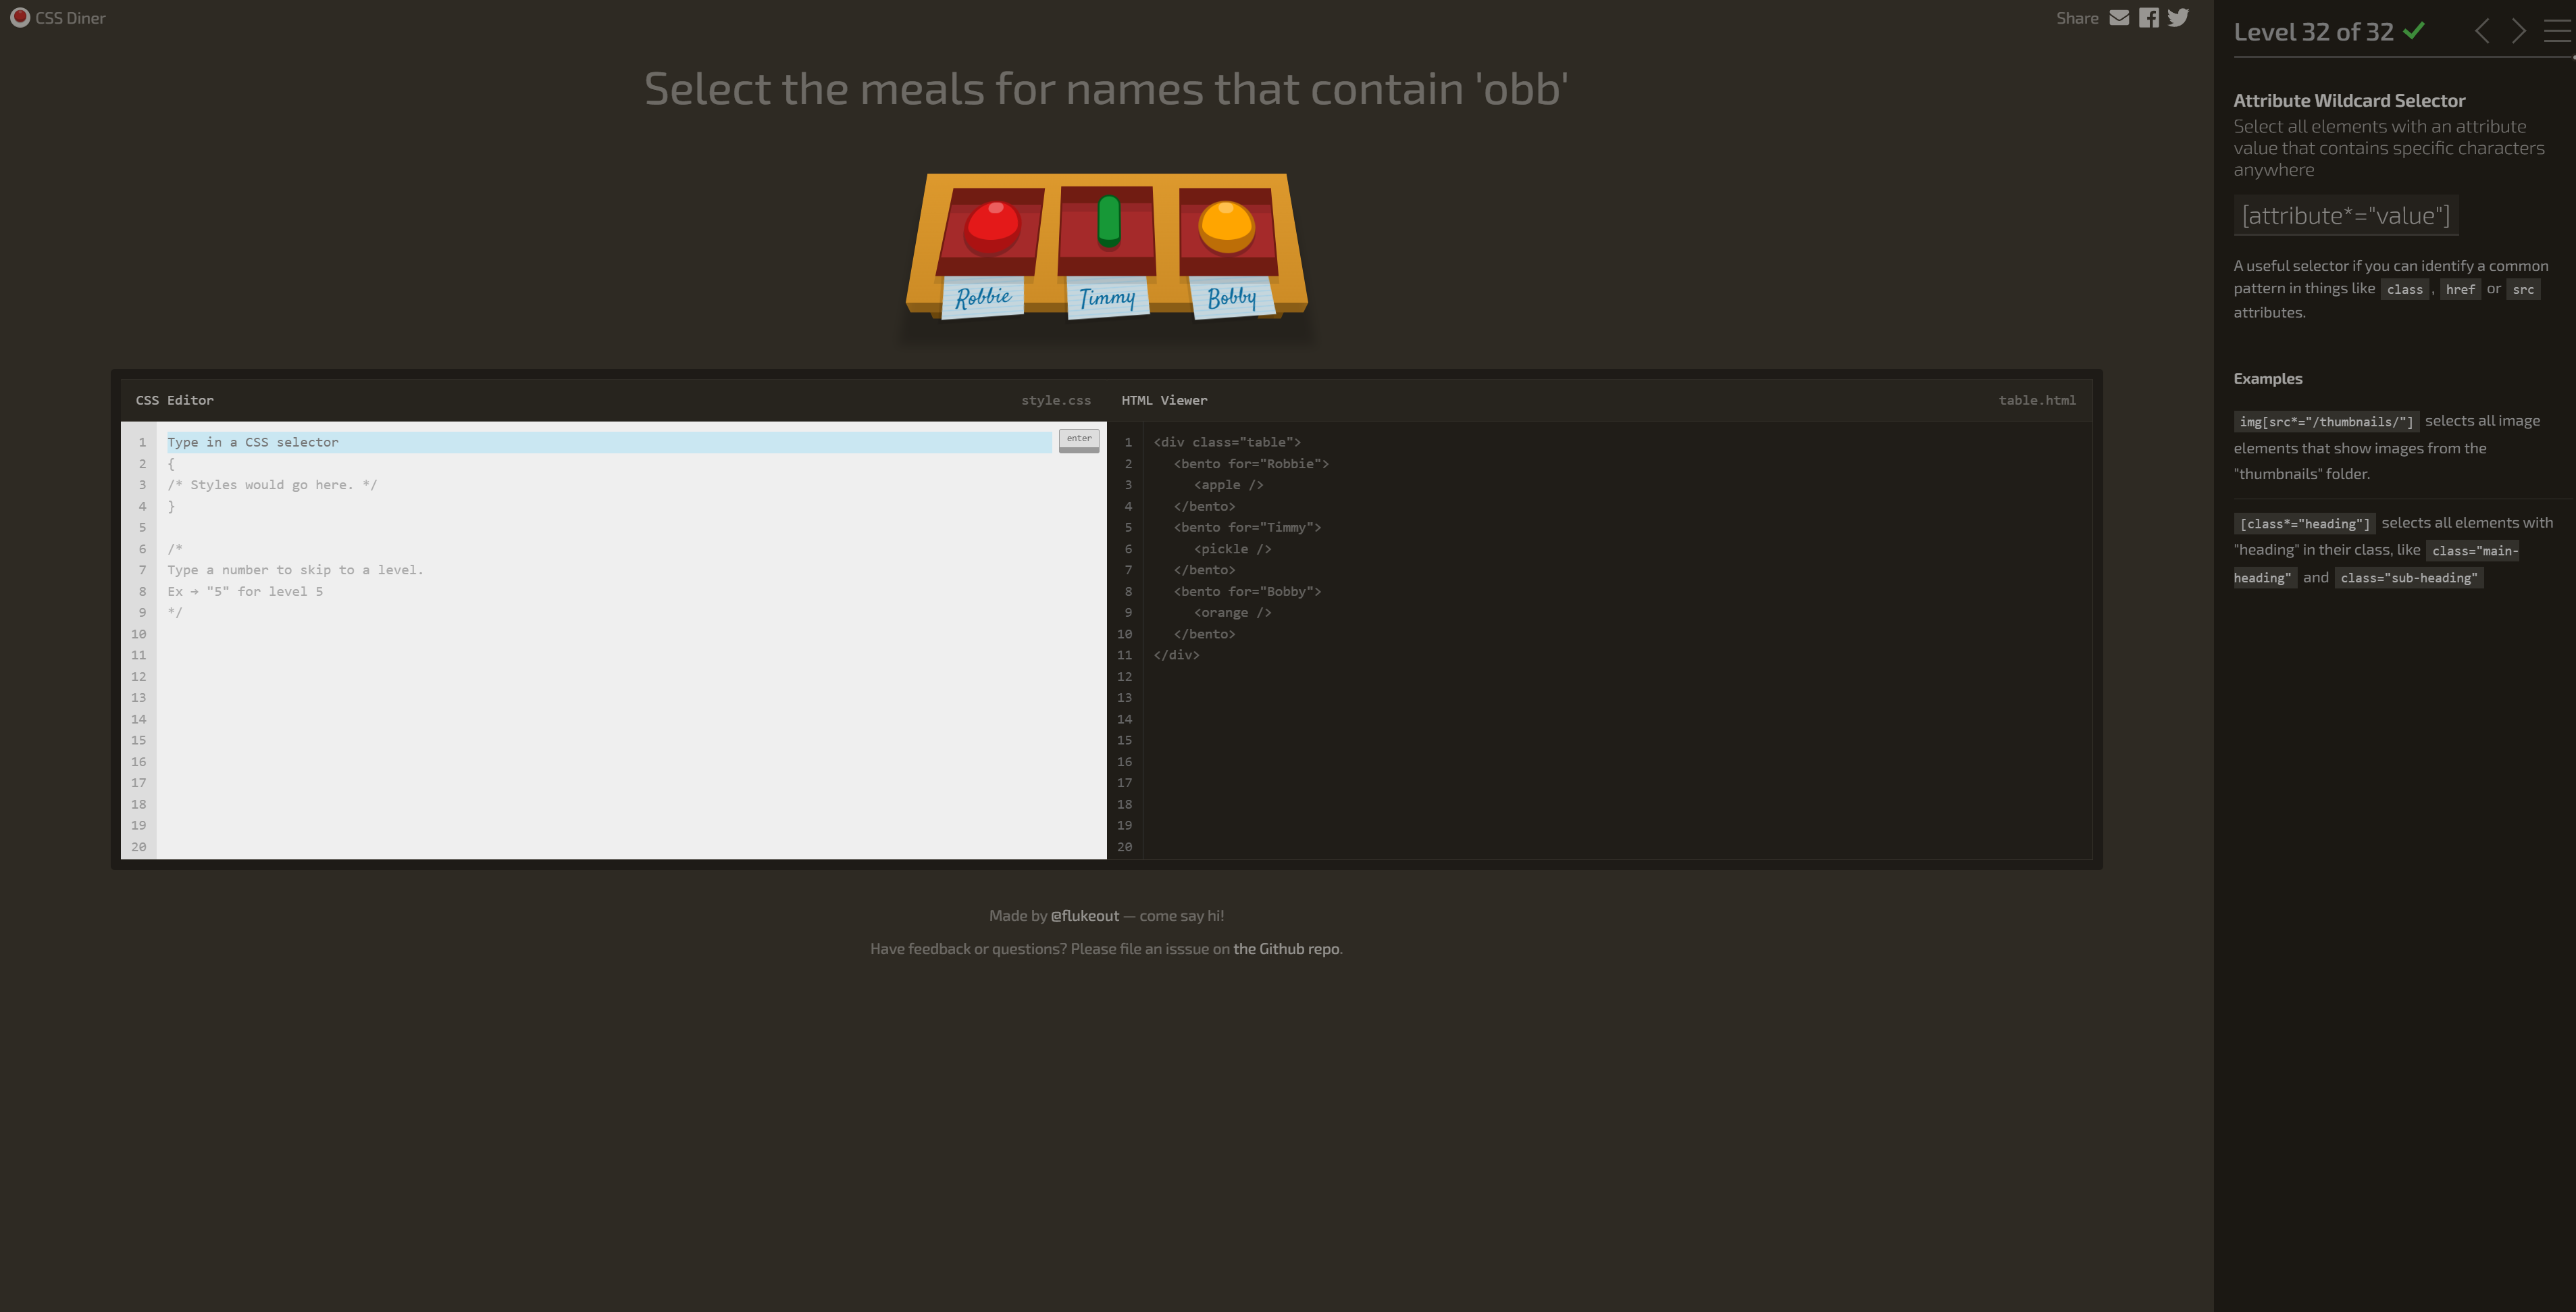 CSS Diner
Share
Select the meals for names that contain 'obb'
Robbie
Timmy
Bobby
CSS Editor
style.css
1 Type in a CSS selector
enter
2 {
3 /* Styles would go here. */
4 }
5
6 /*
7 Type a number to skip to a level.
8 Ex → "5" for level 5
9 */
10
11
12
13
14
15
16
17
18
19
20
HTML Viewer
table.html
1 <div class="table">
2 <bento for="Robbie">
3 <apple />
4 </bento>
5 <bento for="Timmy">
6 <pickle />
7 </bento>
8 <bento for="Bobby">
9 <orange />
10 </bento>
11 </div>
12
13
14
15
16
17
18
19
20
Made by @flukeout — come say hi!
Have feedback or questions? Please file an isssue on the Github repo.
Level 32 of 32
Attribute Wildcard Selector
Select all elements with an attribute
value that contains specific characters
anywhere
[attribute*="value"]
A useful selector if you can identify a common
pattern in things like class , href or src
attributes.
Examples
img[src*="/thumbnails/"] selects all image
elements that show images from the
"thumbnails" folder.
[class*="heading"] selects all elements with
"heading" in their class, like class="main-
heading" and class="sub-heading"